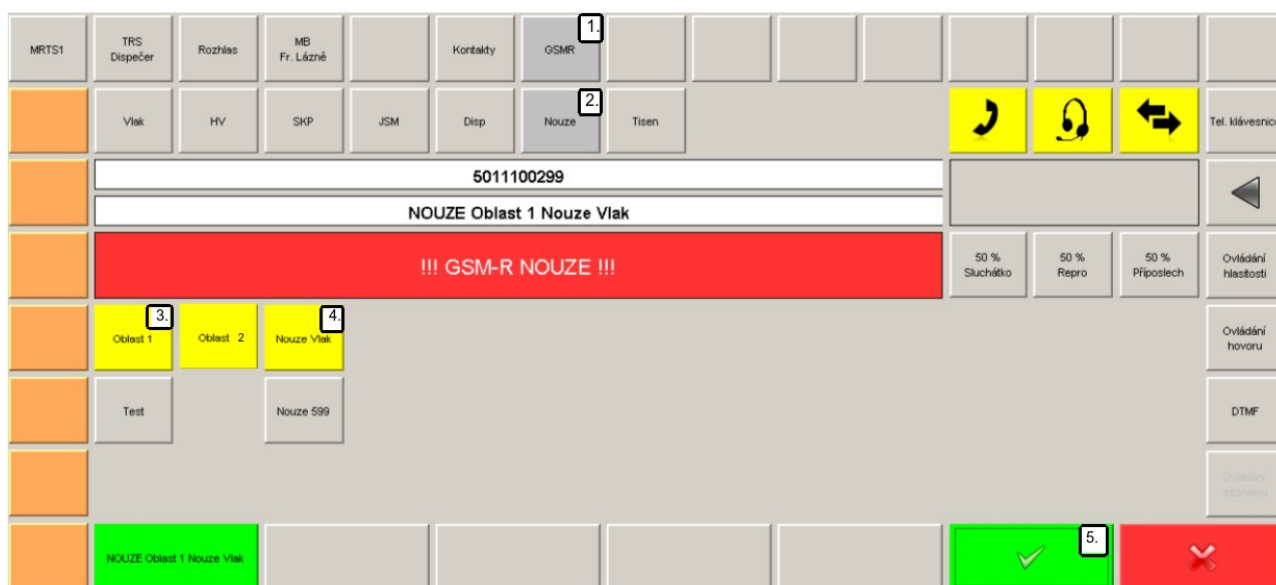 MRTS1
TRS
Dispečer
Rozhlas
MB
Fr. Lázně
Kontakty
GSMR
1.
Vlak
HV
SKP
JSM
Disp
Nouze
2.
Tisen
Tel. klávesnice
5011100299
NOUZE Oblast 1 Nouze Vlak
!!! GSM-R NOUZE !!!
50 %
Sluchátko
50 %
Repro
50 %
Příposlech
Ovládání
hlasitosti
Oblast 1
3.
Oblast 2
Nouze Vlak
4.
Ovládání
hovoru
Test
Nouze 599
DTMF
Ovládání
záznamu
NOUZE Oblast 1 Nouze Vlak
5.